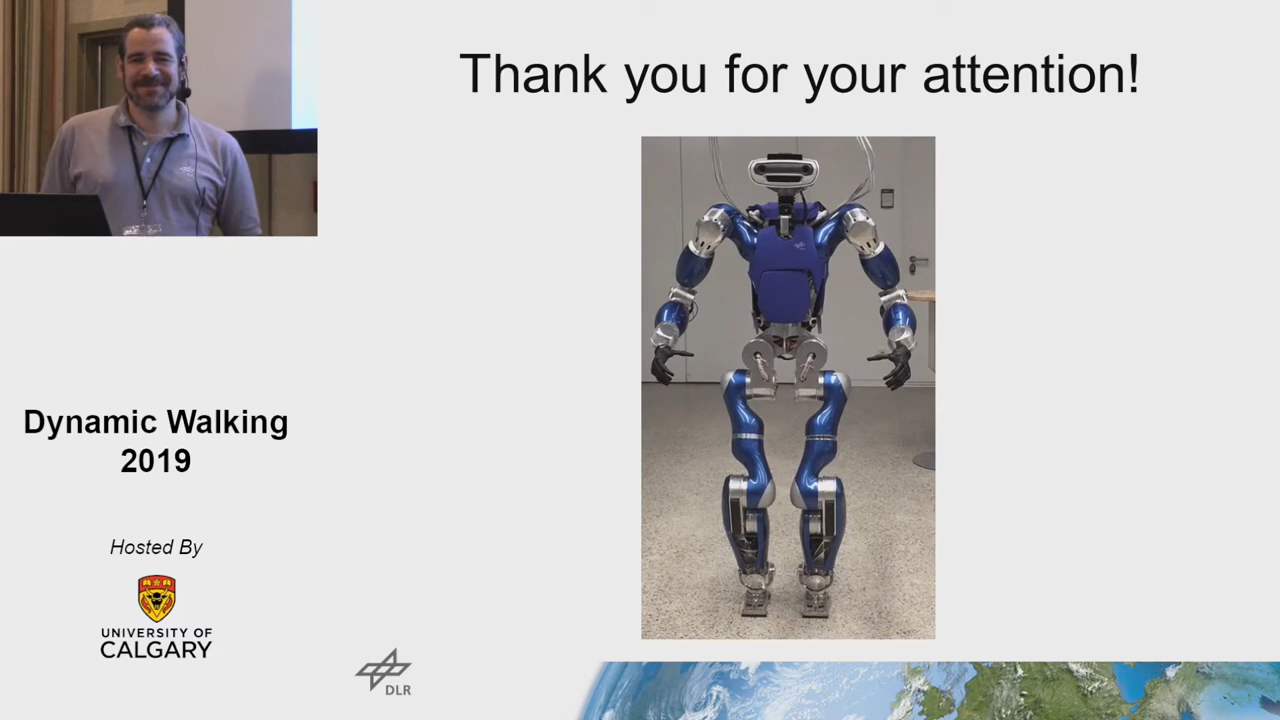 Thank you for your attention!
Dynamic Walking
2019
Hosted By
UNIVERSITY OF
CALGARY
DLR